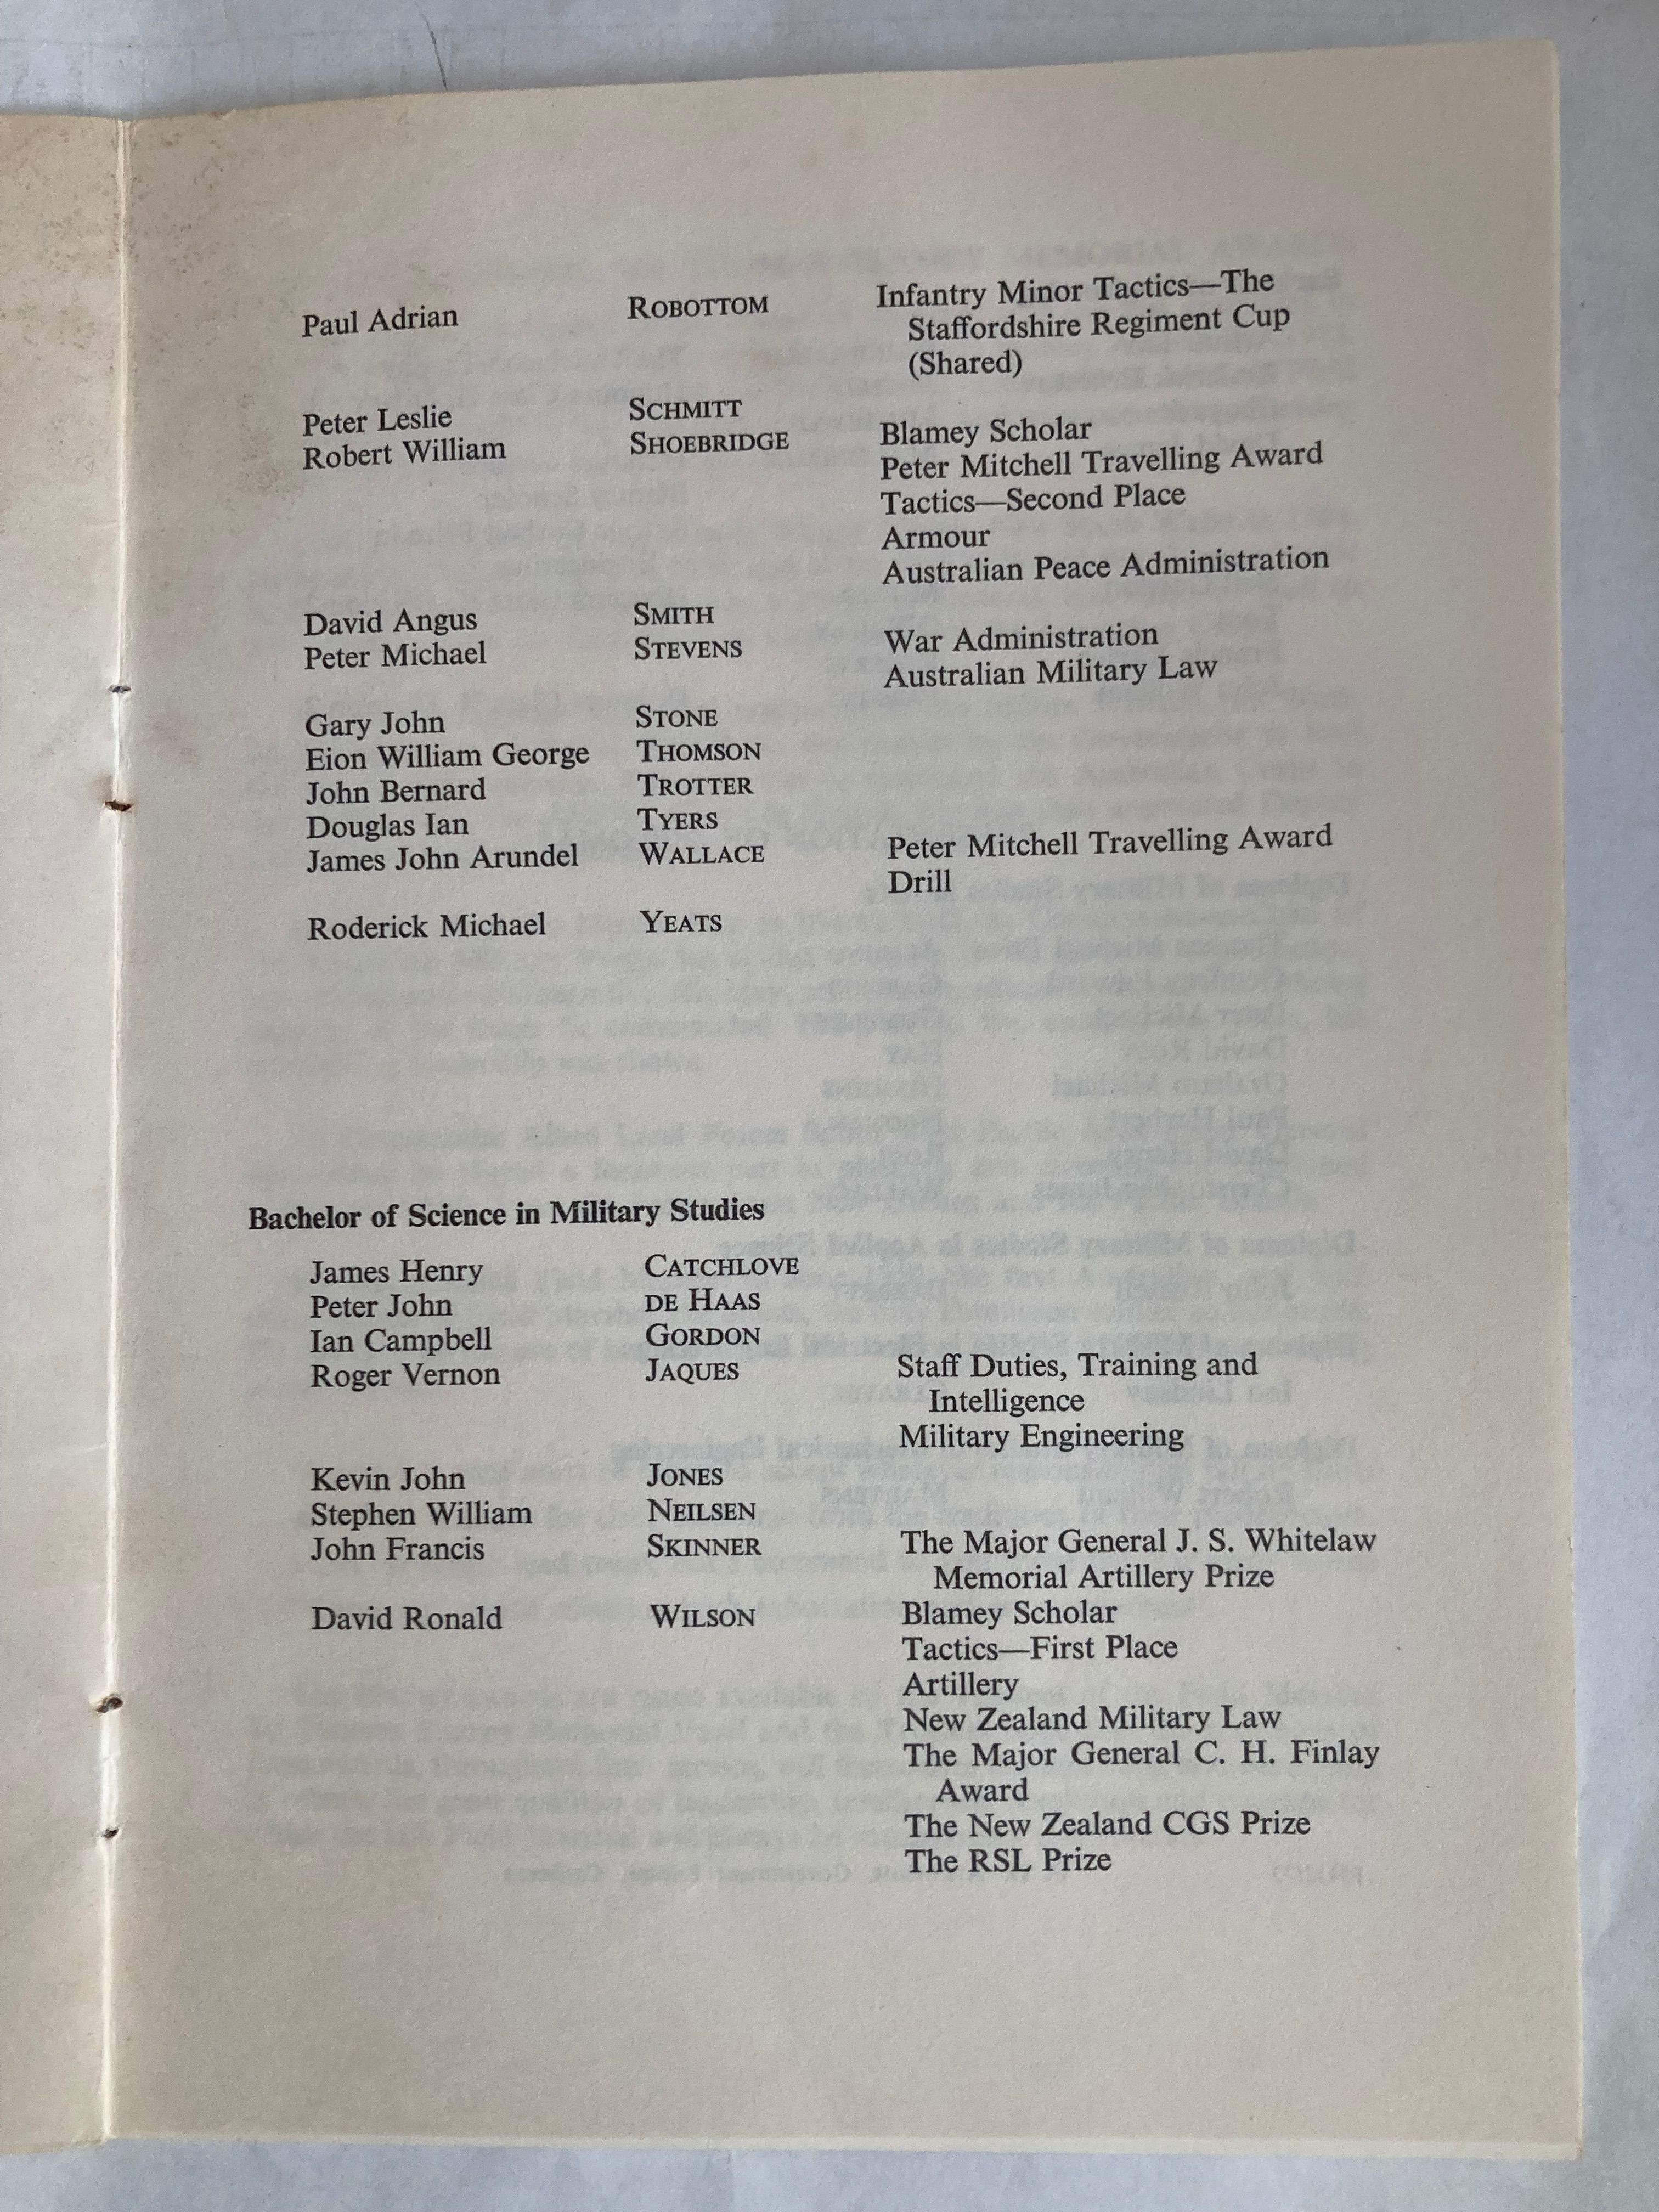 Paul Adrian ROBOTTOM Infantry Minor Tactics—The
Staffordshire Regiment Cup
(Shared)
Peter Leslie SCHMITT
Robert William SHOEBRIDGE Blamey Scholar
Peter Mitchell Travelling Award
Tactics—Second Place
Armour
Australian Peace Administration
David Angus SMITH
Peter Michael STEVENS War Administration
Australian Military Law
Gary John STONE
Eion William George THOMSON
John Bernard TROTTER
Douglas Ian TYERS
James John Arundel WALLACE Peter Mitchell Travelling Award
Drill
Roderick Michael YEATS
Bachelor of Science in Military Studies
James Henry CATCHLOVE
Peter John DE HAAS
Ian Campbell GORDON
Roger Vernon JAQUES Staff Duties, Training and
Intelligence
Military Engineering
Kevin John JONES
Stephen William NEILSEN
John Francis SKINNER The Major General J. S. Whitelaw
Memorial Artillery Prize
David Ronald WILSON Blamey Scholar
Tactics—First Place
Artillery
New Zealand Military Law
The Major General C. H. Finlay
Award
The New Zealand CGS Prize
The RSL Prize